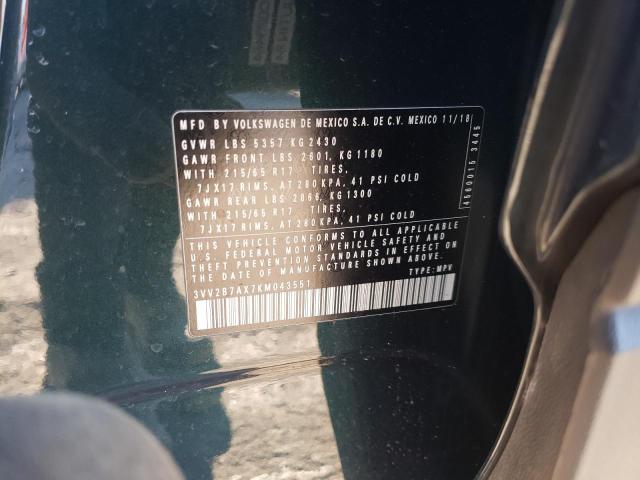 MFD BY VOLKSWAGEN DE MEXICO S.A. DE C.V. MEXICO 11/18
GVWR LBS 5357 KG 2430
GAWR FRONT LBS 2601, KG 1180
WITH 215/65 R17 TIRES,
7JX17 RIMS, AT 280 KPA, 41 PSI COLD
GAWR REAR LBS 2866, KG 1300
WITH 215/65 R17 TIRES,
7JX17 RIMS, AT 280 KPA, 41 PSI COLD
THIS VEHICLE CONFORMS TO ALL APPLICABLE
U.S. FEDERAL MOTOR VEHICLE SAFETY AND
THEFT PREVENTION STANDARDS IN EFFECT ON
THE DATE OF MANUFACTURE SHOWN ABOVE.
3VV2B7AX7KM043551 TYPE: MPV
4560015 3445